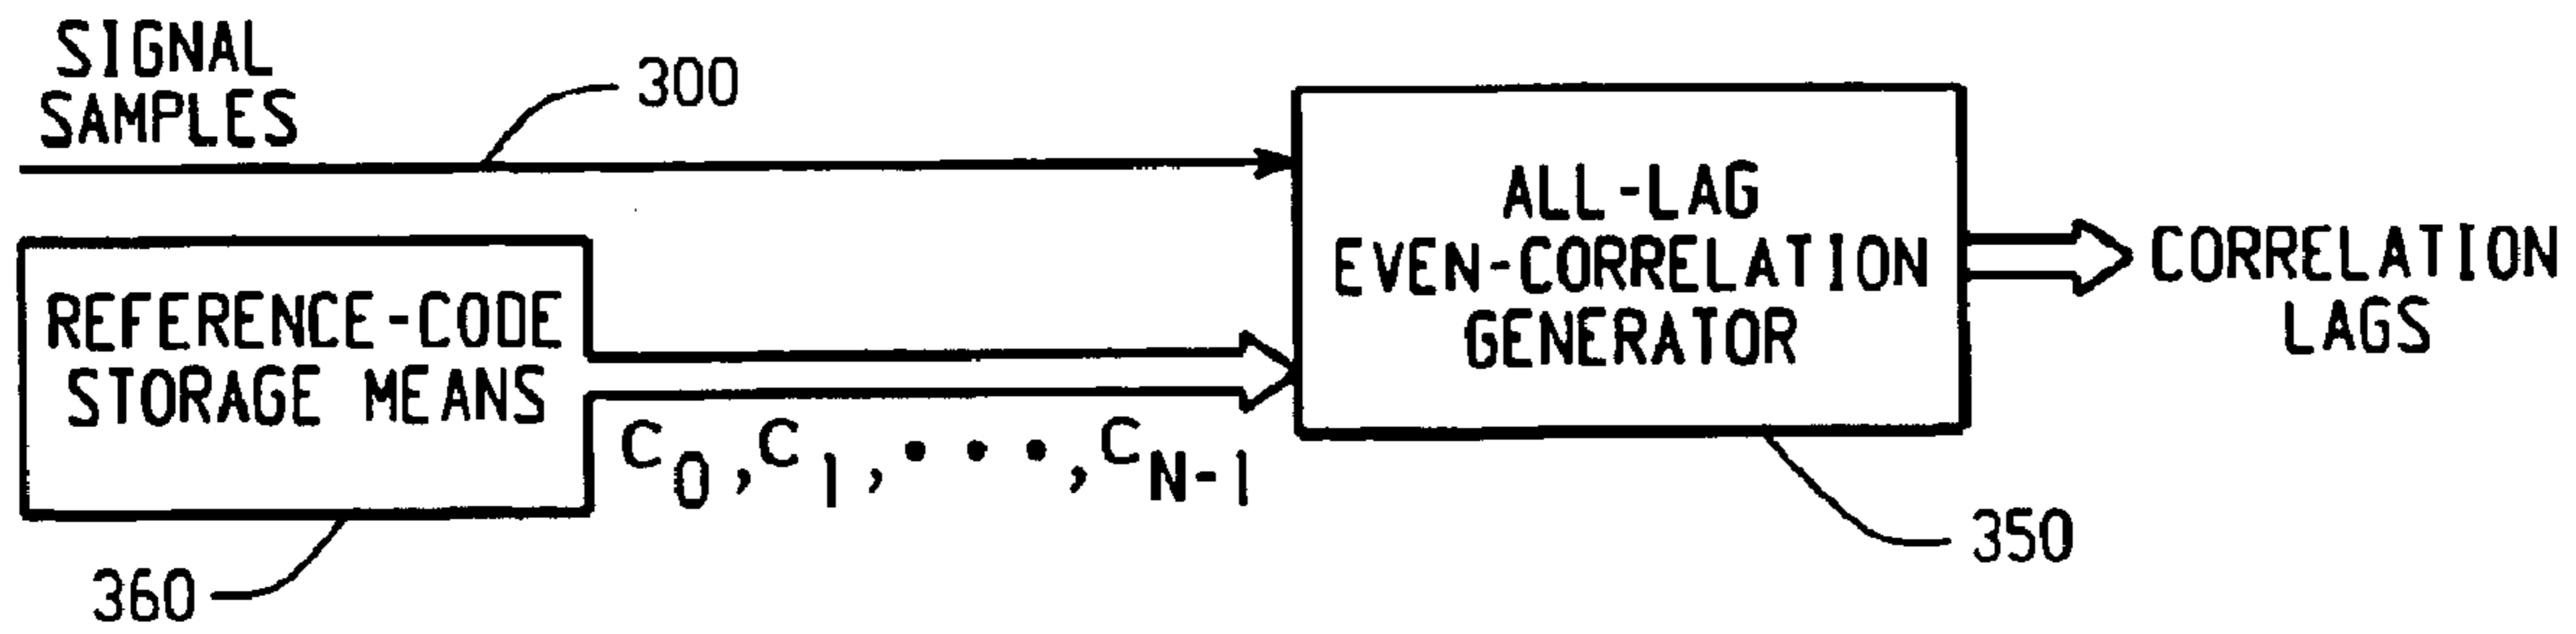 SIGNAL
SAMPLES
300
REFERENCE-CODE
STORAGE MEANS
360
C0,C1,•••,CN-1
ALL-LAG
EVEN-CORRELATION
GENERATOR
350
CORRELATION
LAGS